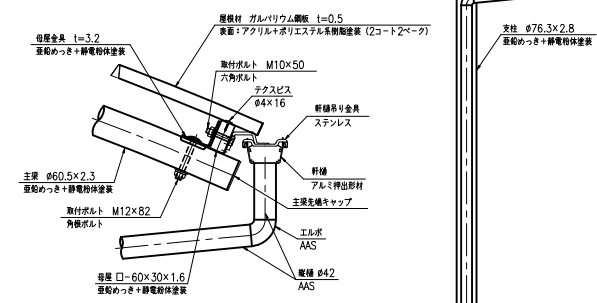 屋根材 ガルバリウム鋼板 t=0.5
表面：アクリル＋ポリエステル系樹脂塗装（2コート2ベーク）
母屋金具 t=3.2
亜鉛めっき＋静電粉体塗装
取付ボルト M10×50
六角ボルト
テクスビス
φ4×16
軒樋吊り金具
ステンレス
支柱 φ76.3×2.8
亜鉛めっき＋静電粉体塗装
軒樋
アルミ押出形材
主梁 φ60.5×2.3
亜鉛めっき＋静電粉体塗装
主梁先端キャップ
取付ボルト M12×82
角根ボルト
エルボ
AAS
母屋 □-60×30×1.6
亜鉛めっき＋静電粉体塗装
縦樋 φ42
AAS